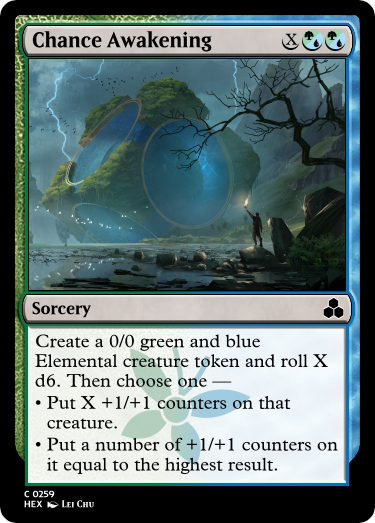 Chance Awakening X
Sorcery
Create a 0/0 green and blue
Elemental creature token and roll X
d6. Then choose one —
• Put X +1/+1 counters on that
creature.
• Put a number of +1/+1 counters on
it equal to the highest result.
C 0259
HEX Lei Chu